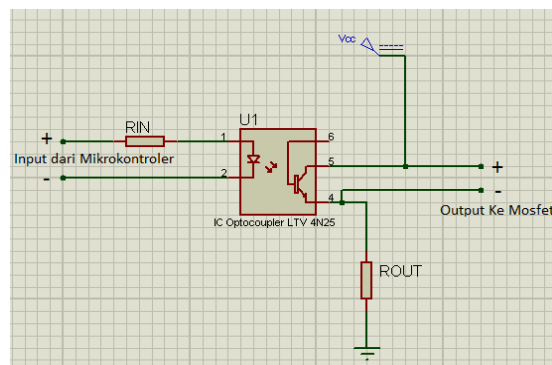 Vcc
U1
RIN
+
1
6
Input dari Mikrokontroler
5
+
-
2
-
4
Output Ke Mosfet
IC Optocoupler LTV 4N25
ROUT